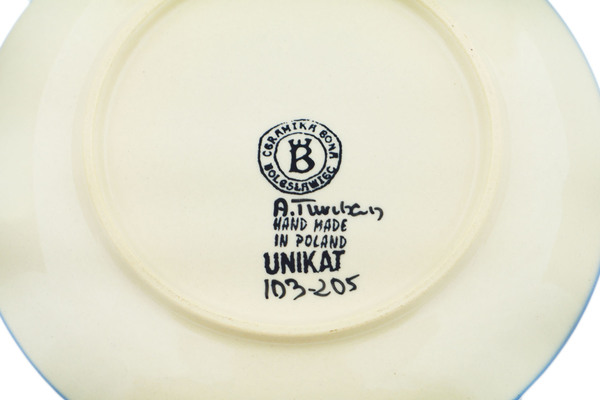 CERAMIKA BONA
B
BOLESŁAWIEC
A.
HAND MADE
IN POLAND
UNIKAT
103-205